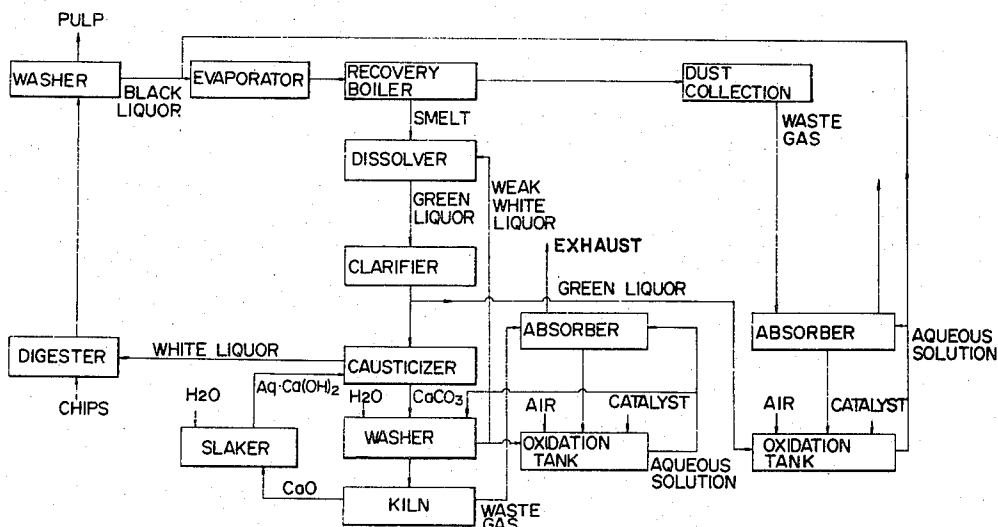 PULP
WASHER
BLACK
LIQUOR
EVAPORATOR
RECOVERY
BOILER
DUST
COLLECTION
SMELT
WASTE
GAS
DISSOLVER
GREEN
LIQUOR
WEAK
WHITE
LIQUOR
EXHAUST
CLARIFIER
GREEN LIQUOR
ABSORBER
ABSORBER
DIGESTER
WHITE LIQUOR
CAUSTICIZER
AQUEOUS
SOLUTION
CHIPS
H2O
Aq·Ca(OH)2
H2O
CaCO3
AIR
CATALYST
AIR
CATALYST
SLAKER
WASHER
OXIDATION
TANK
OXIDATION
TANK
AQUEOUS
SOLUTION
CaO
KILN
WASTE
GAS